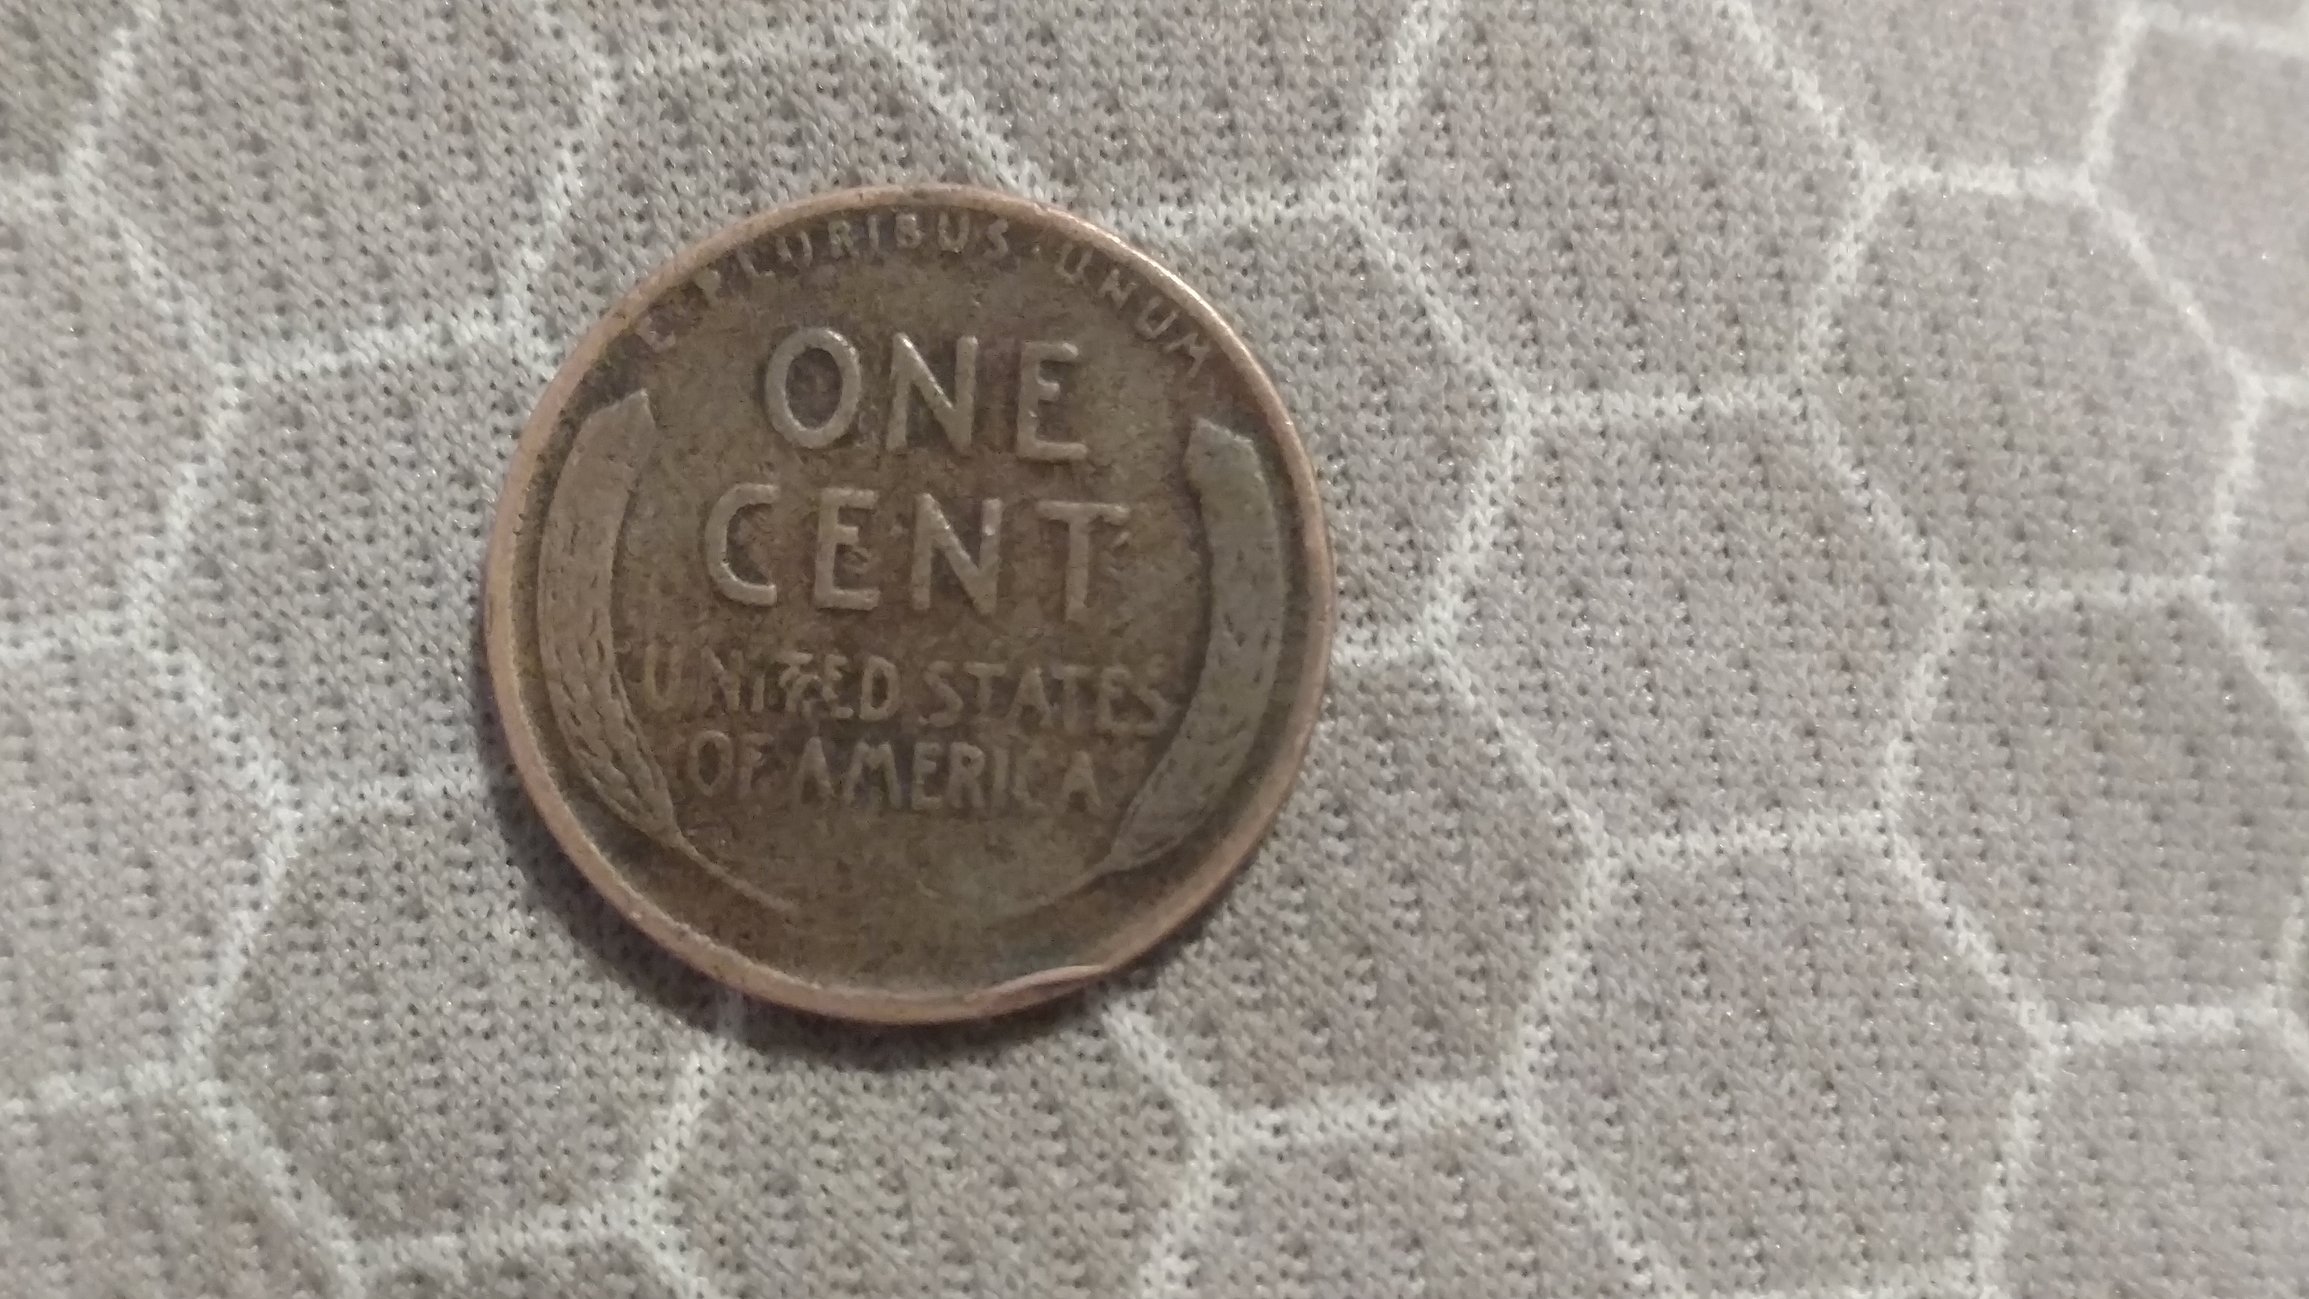 E·PLURIBUS·UNUM
ONE
CENT
UNITED STATES
OF AMERICA